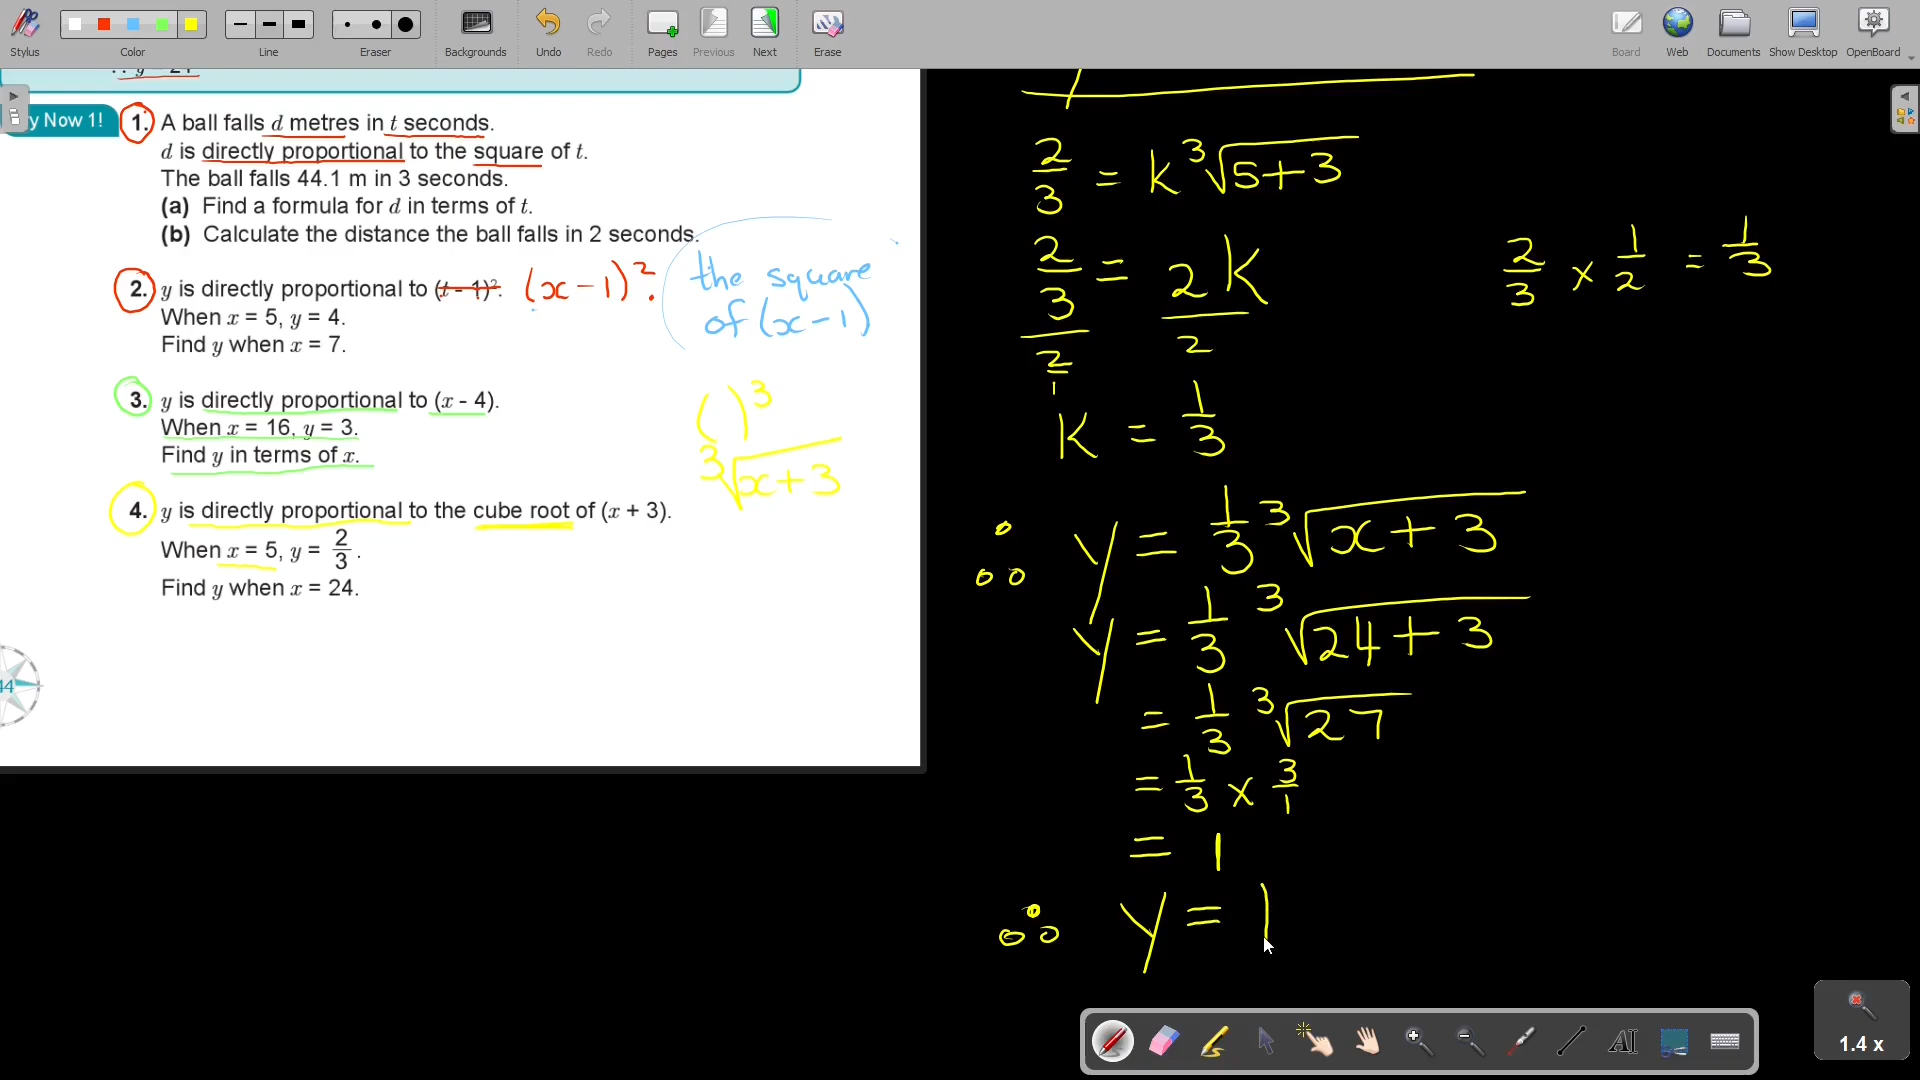 Stylus
Color
Line
Eraser
Backgrounds
Undo
Redo
Pages
Previous
Next
Erase
Board
Web
Documents
Show Desktop
OpenBoard
y Now 1!
1. A ball falls d metres in t seconds.
d is directly proportional to the square of t.
The ball falls 44.1 m in 3 seconds.
(a) Find a formula for d in terms of t.
(b) Calculate the distance the ball falls in 2 seconds.
2. y is directly proportional to (t - 1)². (x - 1)².
the square
of (x - 1)
When x = 5, y = 4.
Find y when x = 7.
3. y is directly proportional to (x - 4).
When x = 16, y = 3.
Find y in terms of x.
( )³
³√x + 3
4. y is directly proportional to the cube root of (x + 3).
When x = 5, y = 2/3.
Find y when x = 24.
44
2/3 = K ³√5+3
2/3 = 2K
2/1 2
2/3 × 1/2 = 1/3
K = 1/3
∴ y = 1/3 ³√x + 3
y = 1/3 ³√24 + 3
= 1/3 ³√27
= 1/3 × 3/1
= 1
∴ y = 1
AI
1.4 x